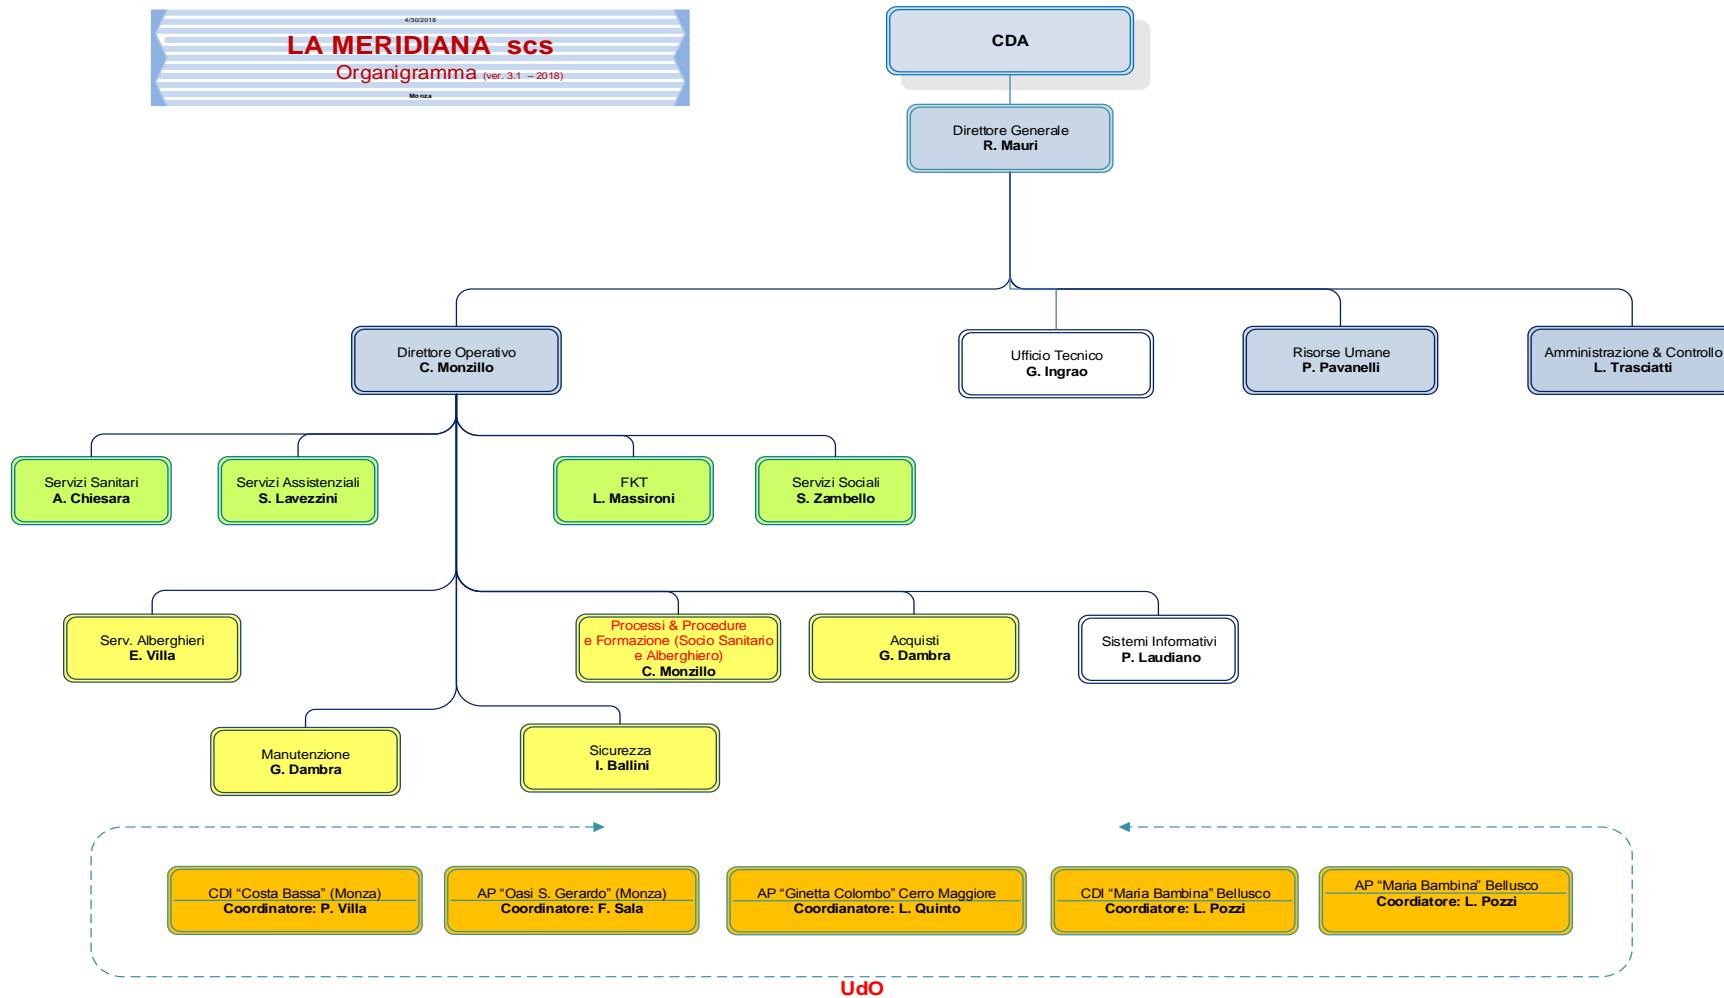 4/30/2018
LA MERIDIANA scs
Organigramma (ver. 3.1 – 2018)
Monza
CDA
Direttore Generale
R. Mauri
Direttore Operativo
C. Monzillo
Ufficio Tecnico
G. Ingrao
Risorse Umane
P. Pavanelli
Amministrazione & Controllo
L. Trasciatti
Servizi Sanitari
A. Chiesara
Servizi Assistenziali
S. Lavezzini
FKT
L. Massironi
Servizi Sociali
S. Zambello
Serv. Alberghieri
E. Villa
Processi & Procedure
e Formazione (Socio Sanitario
e Alberghiero)
C. Monzillo
Acquisti
G. Dambra
Sistemi Informativi
P. Laudiano
Manutenzione
G. Dambra
Sicurezza
I. Ballini
CDI “Costa Bassa” (Monza)
Coordinatore: P. Villa
AP “Oasi S. Gerardo” (Monza)
Coordinatore: F. Sala
AP “Ginetta Colombo” Cerro Maggiore
Coordianatore: L. Quinto
CDI “Maria Bambina” Bellusco
Coordiatore: L. Pozzi
AP “Maria Bambina” Bellusco
Coordiatore: L. Pozzi
UdO